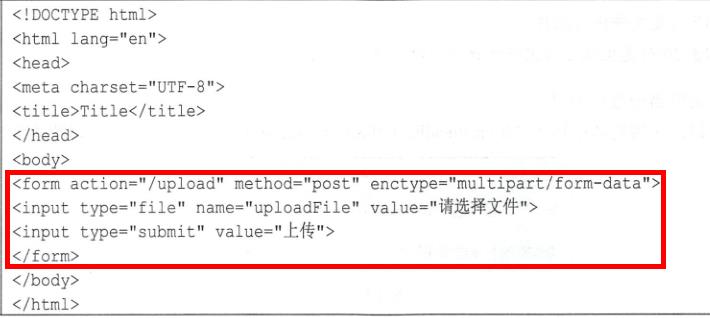 <!DOCTYPE html>
<html lang="en">
<head>
<meta charset="UTF-8">
<title>Title</title>
</head>
<body>
<form action="/upload" method="post" enctype="multipart/form-data">
<input type="file" name="uploadFile" value="请选择文件">
<input type="submit" value="上传">
</form>
</body>
</html>